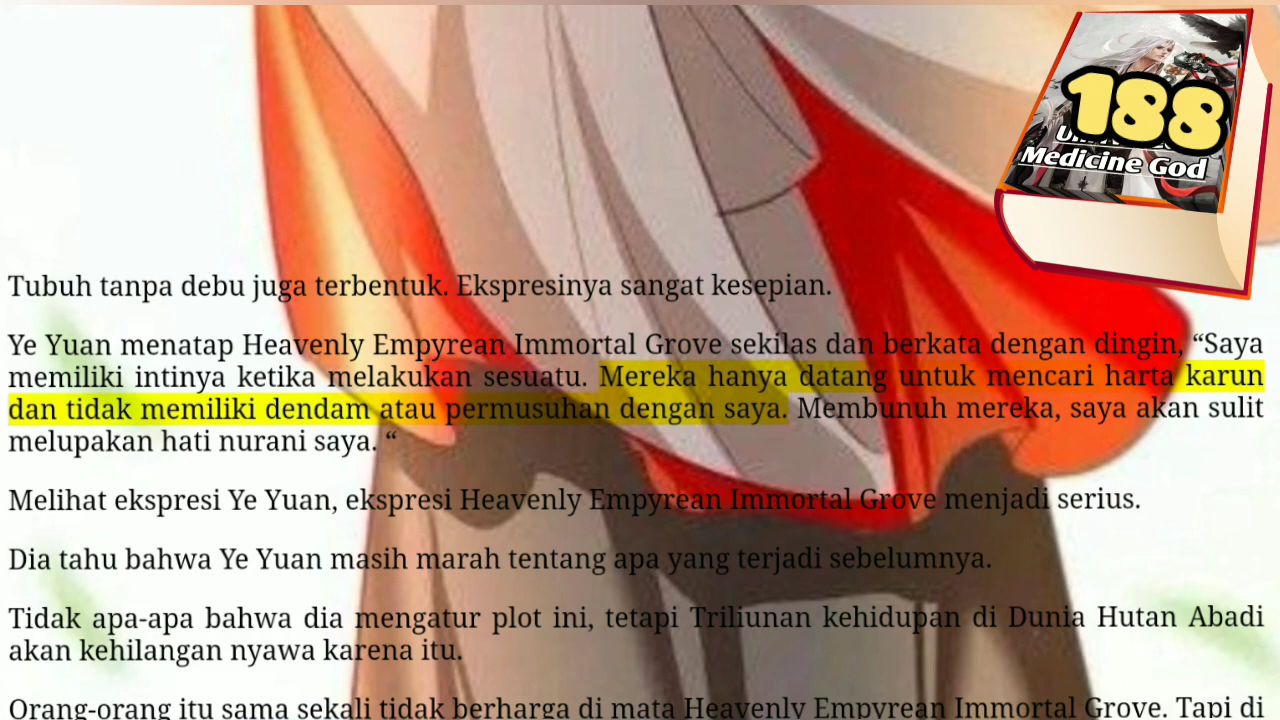 188
Medicine God
Tubuh tanpa debu juga terbentuk. Ekspresinya sangat kesepian.
Ye Yuan menatap Heavenly Empyrean Immortal Grove sekilas dan berkata dengan dingin, “Saya
memiliki intinya ketika melakukan sesuatu. Mereka hanya datang untuk mencari harta karun
dan tidak memiliki dendam atau permusuhan dengan saya. Membunuh mereka, saya akan sulit
melupakan hati nurani saya. “
Melihat ekspresi Ye Yuan, ekspresi Heavenly Empyrean Immortal Grove menjadi serius.
Dia tahu bahwa Ye Yuan masih marah tentang apa yang terjadi sebelumnya.
Tidak apa-apa bahwa dia mengatur plot ini, tetapi Triliunan kehidupan di Dunia Hutan Abadi
akan kehilangan nyawa karena itu.
Orang-orang itu sama sekali tidak berharga di mata Heavenly Empyrean Immortal Grove. Tapi di